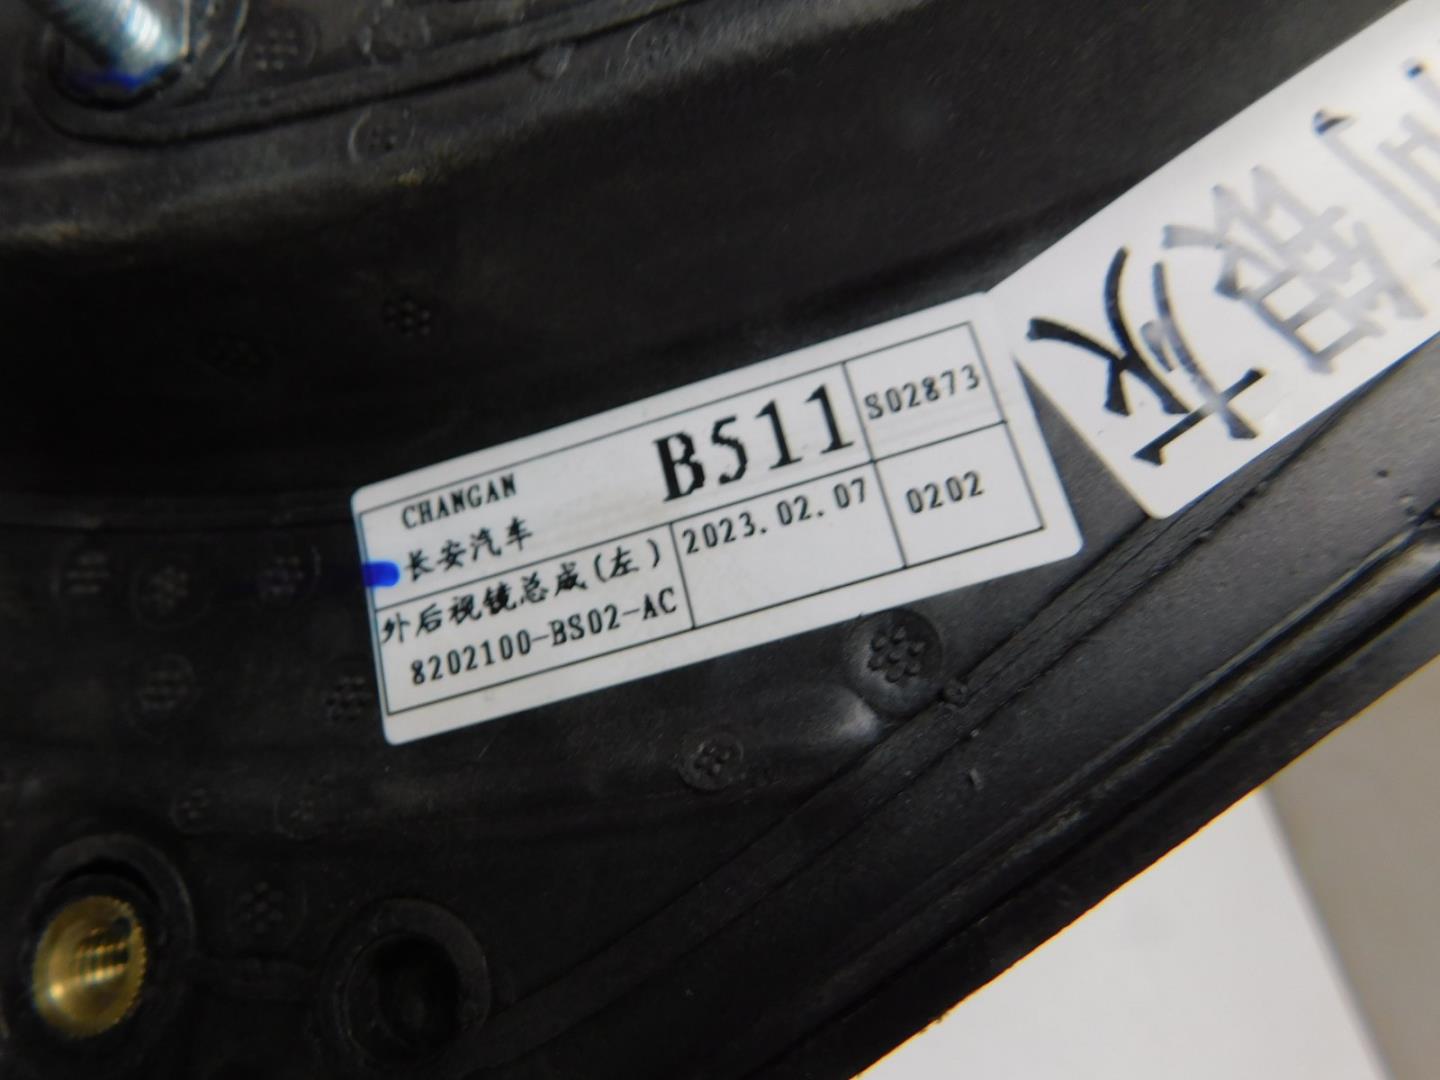 CHANGAN
长安汽车
B511
S02873
外后视镜总成(左)
8202100-BS02-AC
2023.02.07
0202
灰